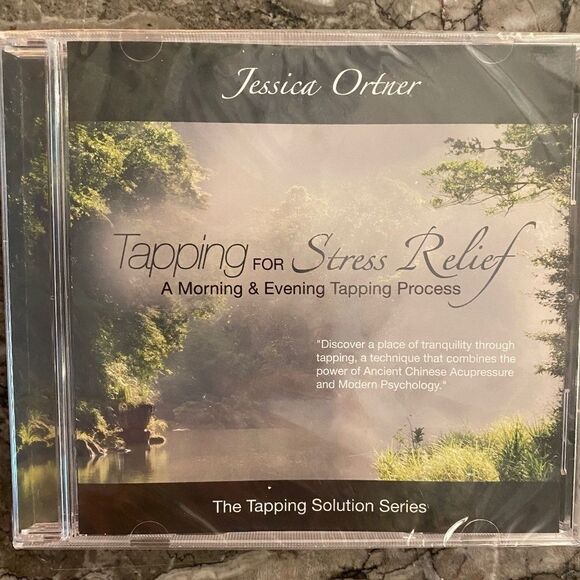 Jessica Ortner
Tapping FOR Stress Relief
A Morning & Evening Tapping Process
"Discover a place of tranquility through
tapping, a technique that combines the
power of Ancient Chinese Acupressure
and Modern Psychology."
The Tapping Solution Series